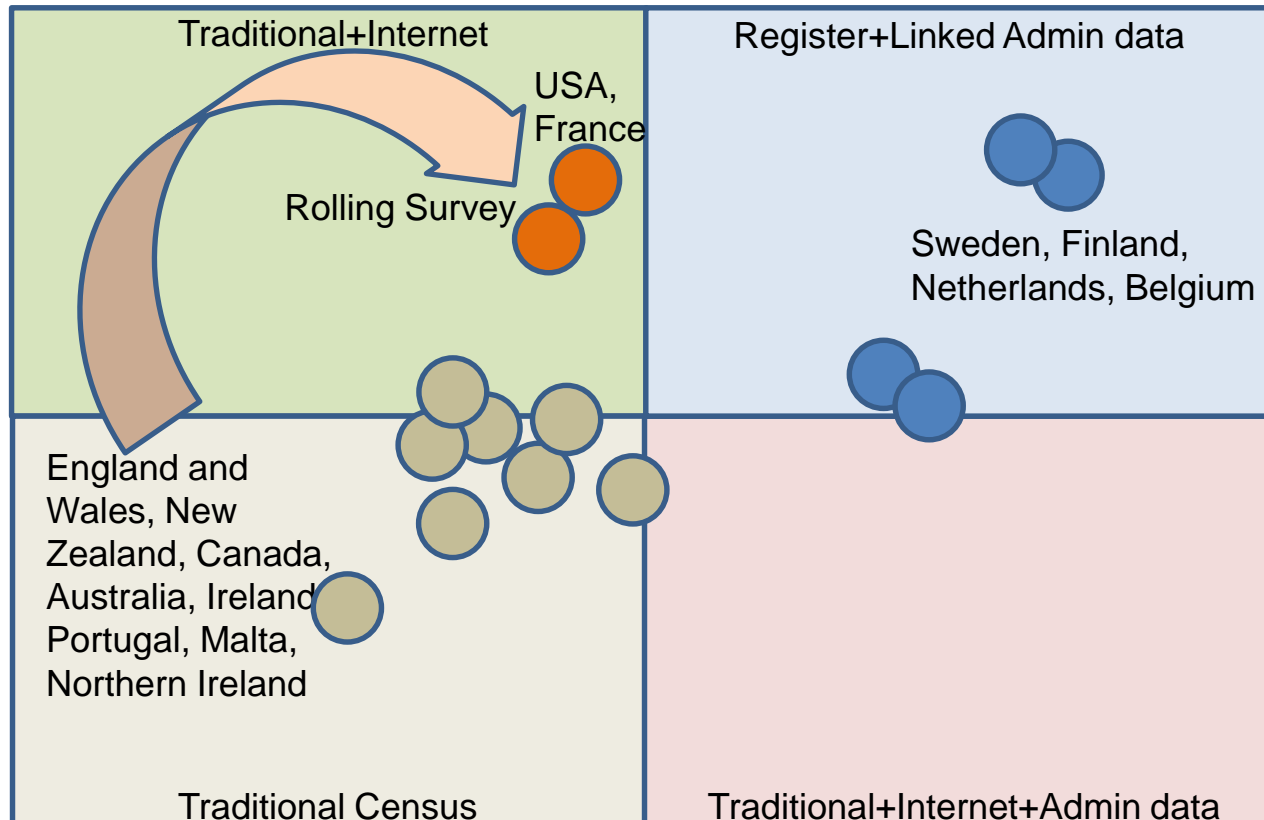 Traditional+Internet
Register+Linked Admin data
USA,
France
Rolling Survey
Sweden, Finland,
Netherlands, Belgium
England and
Wales, New
Zealand, Canada,
Australia, Ireland
Portugal, Malta,
Northern Ireland
Traditional Census
Traditional+Internet+Admin data